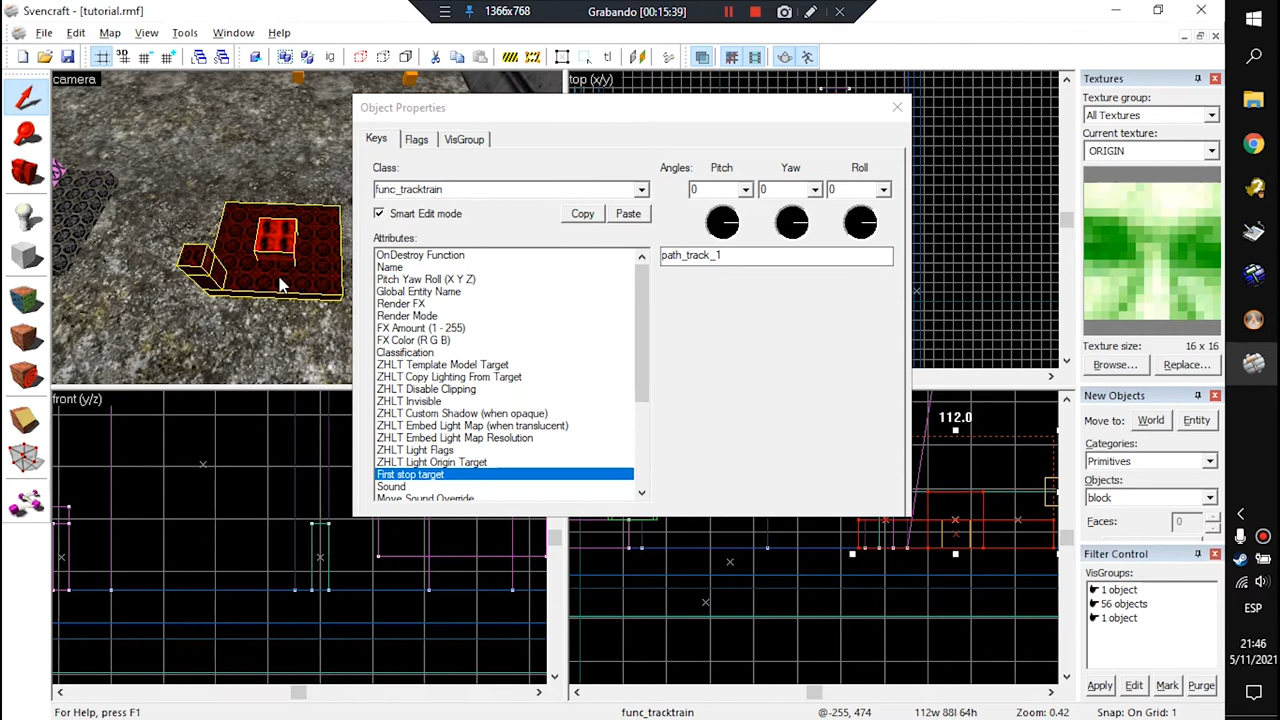 Svencraft - [tutorial.rmf]
1366x768
Grabando [00:15:39]
File Edit View Map Tools Window Help
camera
top (x/y)
front (y/z)
112.0
Object Properties
Keys
Flags
VisGroup
Class:
func_tracktrain
Angles:
Pitch
Yaw
Roll
0
0
0
Smart Edit mode
Copy
Paste
Attributes:
path_track_1
OnDestroy Function
Name
Pitch Yaw Roll (X Y Z)
Global Entity Name
Render FX
Render Mode
FX Amount (1 - 255)
FX Color (R G B)
Classification
ZHLT Template Model Target
ZHLT Copy Lighting From Target
ZHLT Disable Clipping
ZHLT Invisible
ZHLT Custom Shadow (when opaque)
ZHLT Embed Light Map (when translucent)
ZHLT Embed Light Map Resolution
ZHLT Light Flags
ZHLT Light Origin Target
First stop target
Sound
Move Sound Override
Textures
Texture group:
All Textures
Current texture:
ORIGIN
Texture size:
16 x 16
Browse...
Replace...
New Objects
Move to:
World
Entity
Categories:
Primitives
Objects:
block
Faces:
0
Filter Control
VisGroups:
1 object
56 objects
1 object
Apply
Edit
Mark
Purge
ESP
21:46
5/11/2021
For Help, press F1
func_tracktrain
@-255, 474
112w 88l 64h
Zoom: 0.42
Snap: On Grid: 1